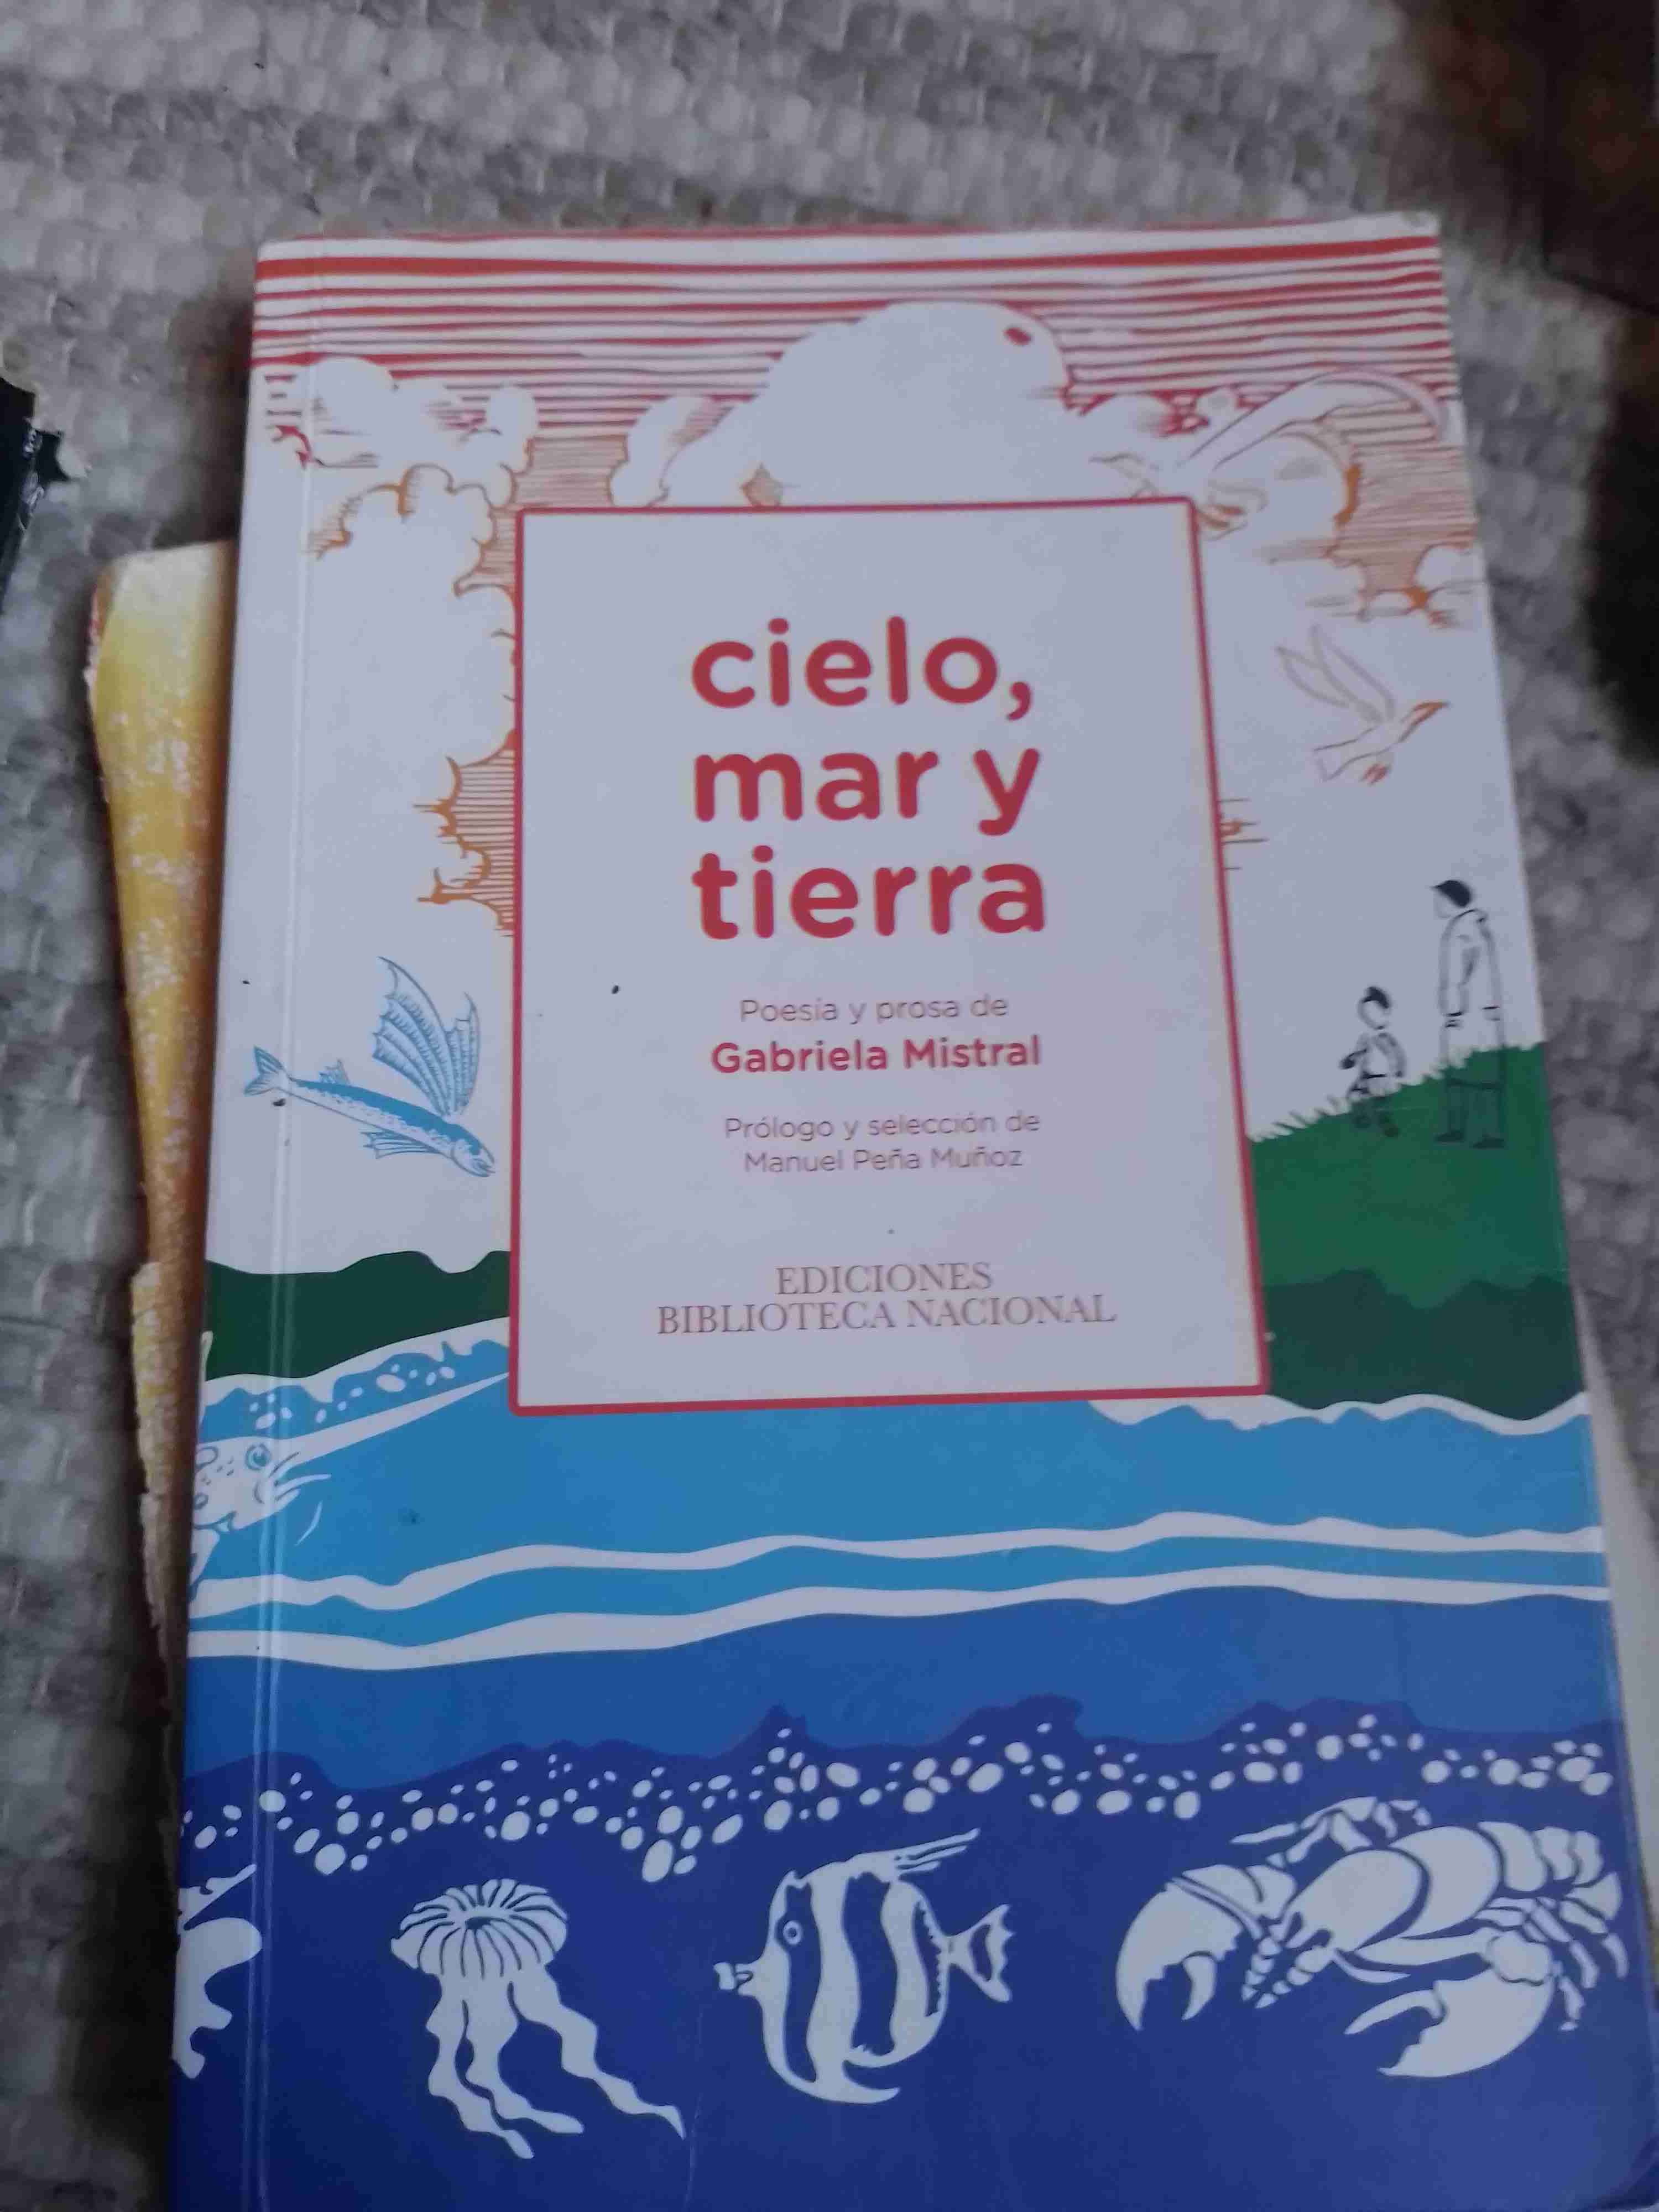 cielo,
mar y
tierra
Poesía y prosa de
Gabriela Mistral
Prólogo y selección de
Manuel Peña Muñoz
EDICIONES
BIBLIOTECA NACIONAL